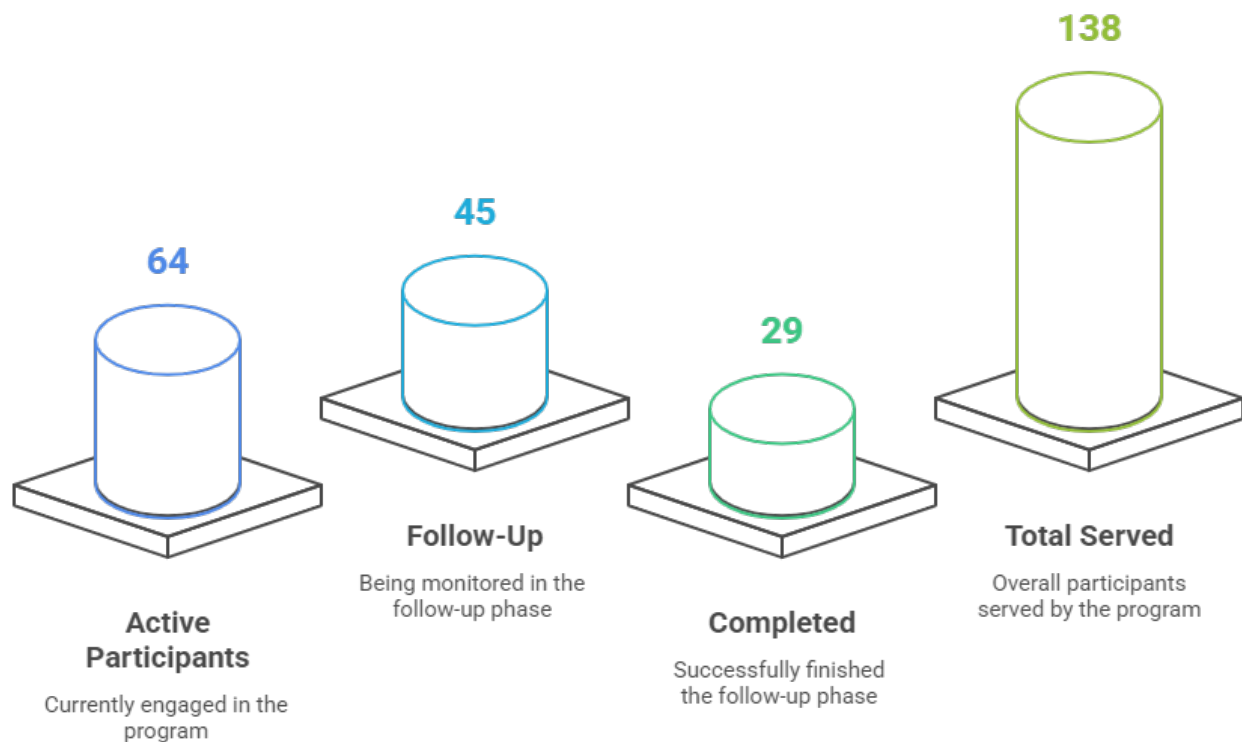 64
Active
Participants
Currently engaged in the
program
45
Follow-Up
Being monitored in the
follow-up phase
29
Completed
Successfully finished
the follow-up phase
138
Total Served
Overall participants
served by the program